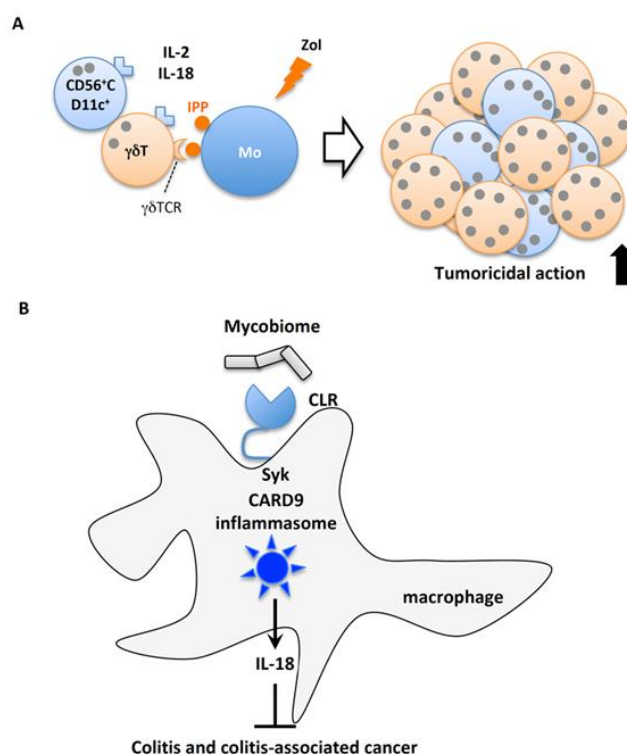 A
IL-2
IL-18
Zol
CD56⁺C
D11c⁺
IPP
γδT
Mo
γδTCR
Tumoricidal action
B
Mycobiome
CLR
Syk
CARD9
inflammasome
macrophage
IL-18
Colitis and colitis-associated cancer